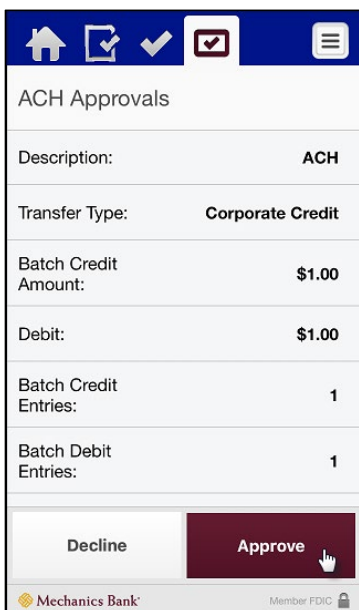 ACH Approvals
Description: ACH
Transfer Type: Corporate Credit
Batch Credit
Amount: $1.00
Debit: $1.00
Batch Credit
Entries: 1
Batch Debit
Entries: 1
Decline Approve
Mechanics Bank® Member FDIC